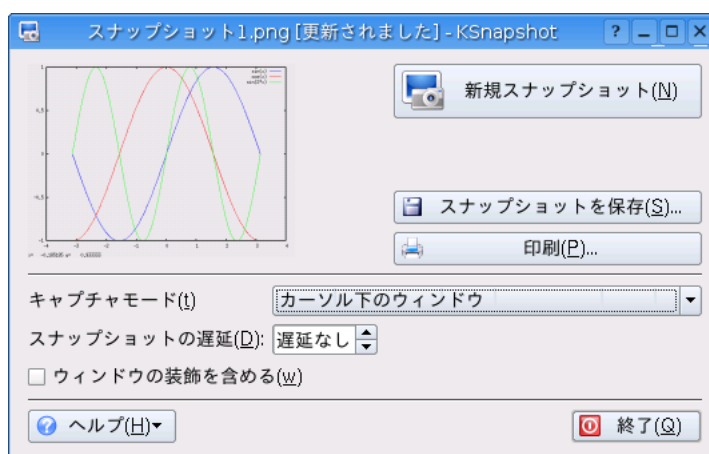 スナップショット1.png [更新されました] - KSnapshot
新規スナップショット(N)
スナップショットを保存(S)...
印刷(P)...
キャプチャモード(t)
カーソル下のウィンドウ
スナップショットの遅延(D):
遅延なし
ウィンドウの装飾を含める(w)
ヘルプ(H)
終了(Q)